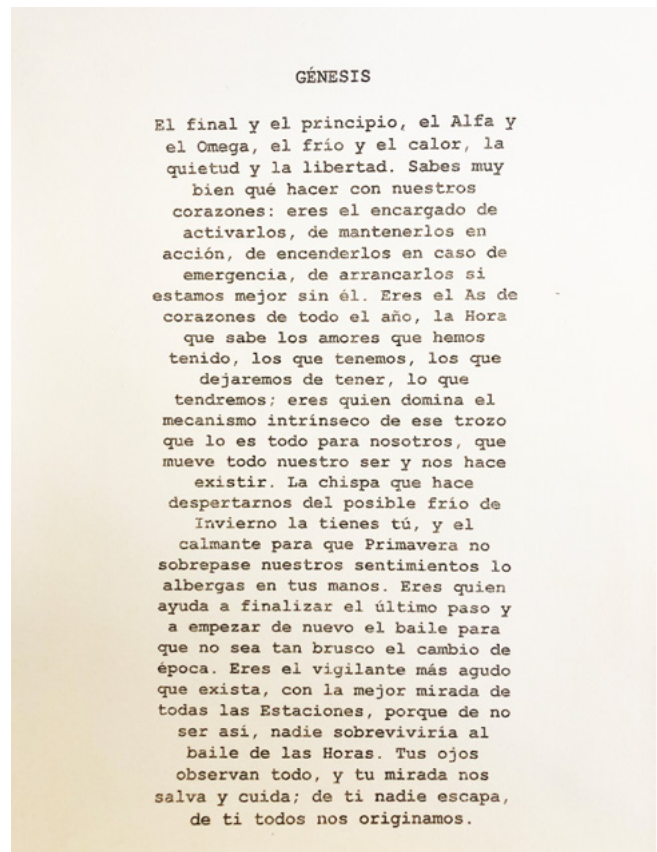 GÉNESIS
El final y el principio, el Alfa y
el Omega, el frío y el calor, la
quietud y la libertad. Sabes muy
bien qué hacer con nuestros
corazones: eres el encargado de
activarlos, de mantenerlos en
acción, de encenderlos en caso de
emergencia, de arrancarlos si
estamos mejor sin él. Eres el As de
corazones de todo el año, la Hora
que sabe los amores que hemos
tenido, los que tenemos, los que
dejaremos de tener, lo que
tendremos; eres quien domina el
mecanismo intrínseco de ese trozo
que lo es todo para nosotros, que
mueve todo nuestro ser y nos hace
existir. La chispa que hace
despertarnos del posible frío de
Invierno la tienes tú, y el
calmante para que Primavera no
sobrepase nuestros sentimientos lo
albergas en tus manos. Eres quien
ayuda a finalizar el último paso y
a empezar de nuevo el baile para
que no sea tan brusco el cambio de
época. Eres el vigilante más agudo
que exista, con la mejor mirada de
todas las Estaciones, porque de no
ser así, nadie sobreviviría al
baile de las Horas. Tus ojos
observan todo, y tu mirada nos
salva y cuida; de ti nadie escapa,
de ti todos nos originamos.